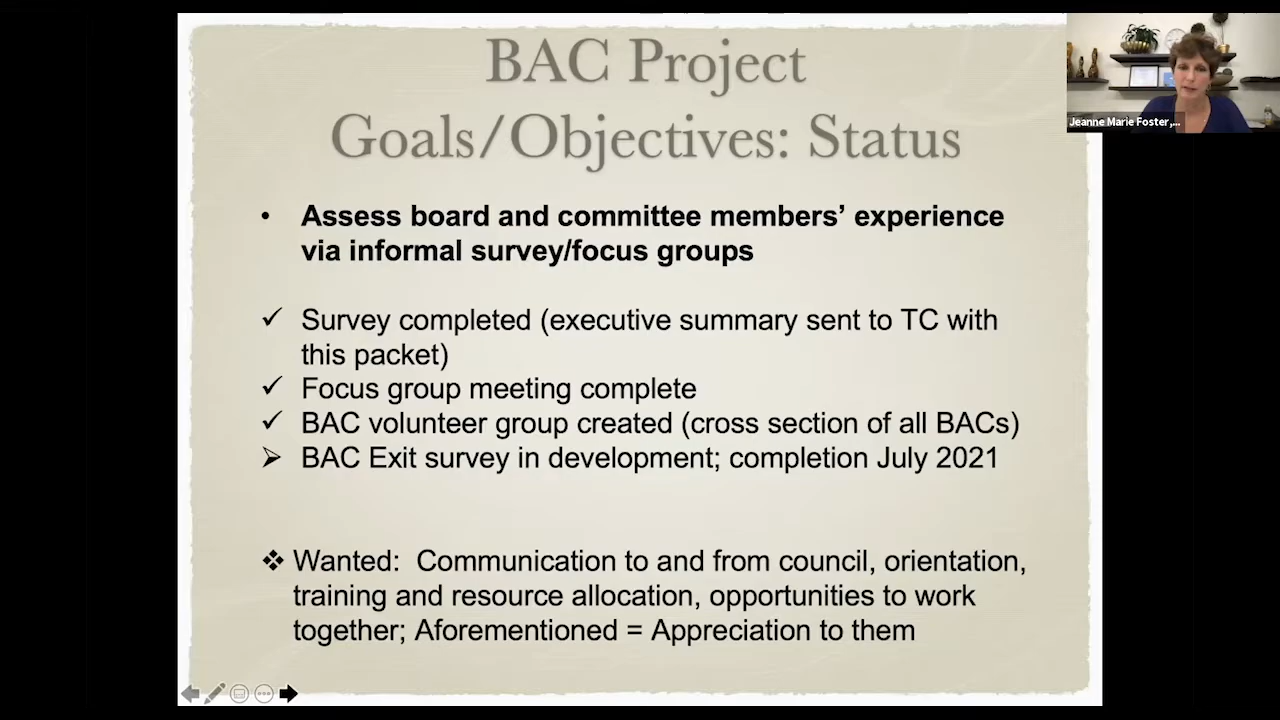 BAC Project
Goals/Objectives: Status
Jeanne Marie Foster,...
• Assess board and committee members’ experience
via informal survey/focus groups
✓ Survey completed (executive summary sent to TC with
this packet)
✓ Focus group meeting complete
✓ BAC volunteer group created (cross section of all BACs)
➢ BAC Exit survey in development; completion July 2021
❖ Wanted: Communication to and from council, orientation,
training and resource allocation, opportunities to work
together; Aforementioned = Appreciation to them